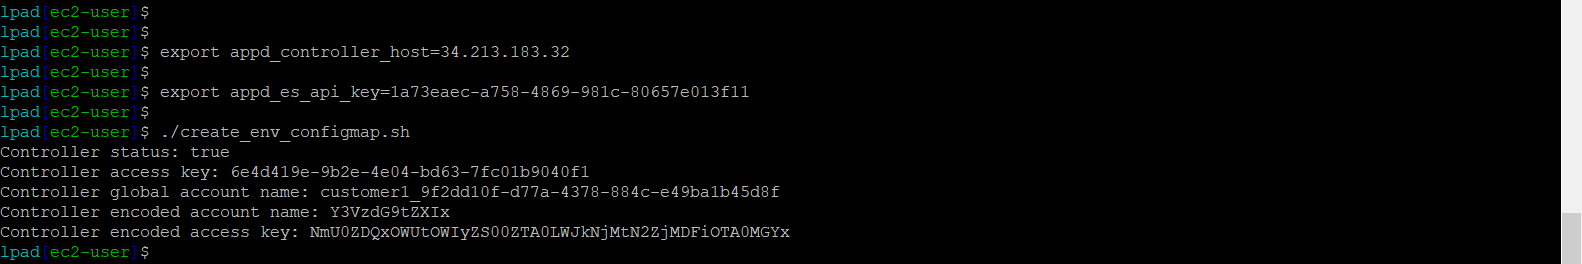 lpad[ec2-user]$
lpad[ec2-user]$
lpad[ec2-user]$ export appd_controller_host=34.213.183.32
lpad[ec2-user]$
lpad[ec2-user]$ export appd_es_api_key=1a73eaec-a758-4869-981c-80657e013f11
lpad[ec2-user]$
lpad[ec2-user]$ ./create_env_configmap.sh
Controller status: true
Controller access key: 6e4d419e-9b2e-4e04-bd63-7fc01b9040f1
Controller global account name: customer1_9f2dd10f-d77a-4378-884c-e49ba1b45d8f
Controller encoded account name: Y3VzdG9tZXIx
Controller encoded access key: NmU0ZDQxOWUtOWIyZS00ZTA0LWJkNjMtN2ZjMDFiOTA0MGYx
lpad[ec2-user]$